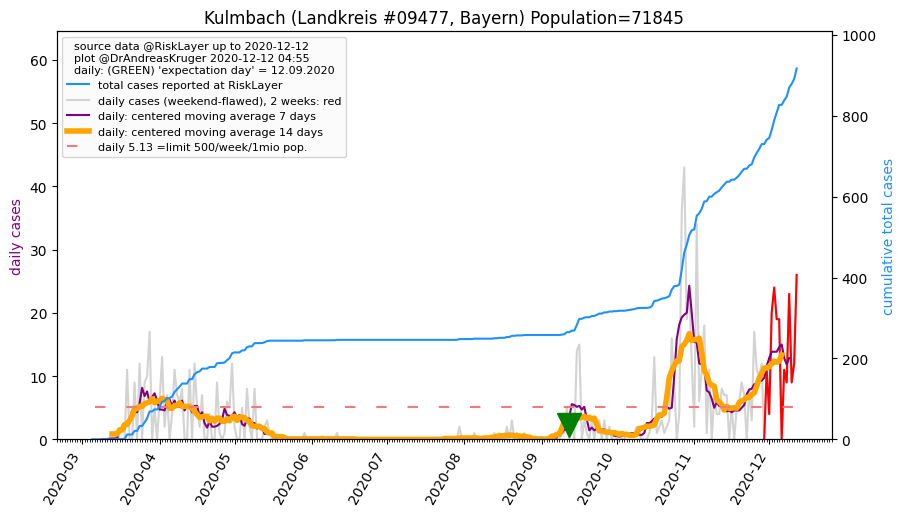 Kulmbach (Landkreis #09477, Bayern) Population=71845
source data @RiskLayer up to 2020-12-12
plot @DrAndreasKruger 2020-12-12 04:55
daily: (GREEN) 'expectation day' = 12.09.2020
total cases reported at RiskLayer
daily cases (weekend-flawed), 2 weeks: red
daily: centered moving average 7 days
daily: centered moving average 14 days
daily 5.13 =limit 500/week/1mio pop.
daily cases
60
50
40
30
20
10
0
cumulative total cases
1000
800
600
400
200
0
2020-03
2020-04
2020-05
2020-06
2020-07
2020-08
2020-09
2020-10
2020-11
2020-12